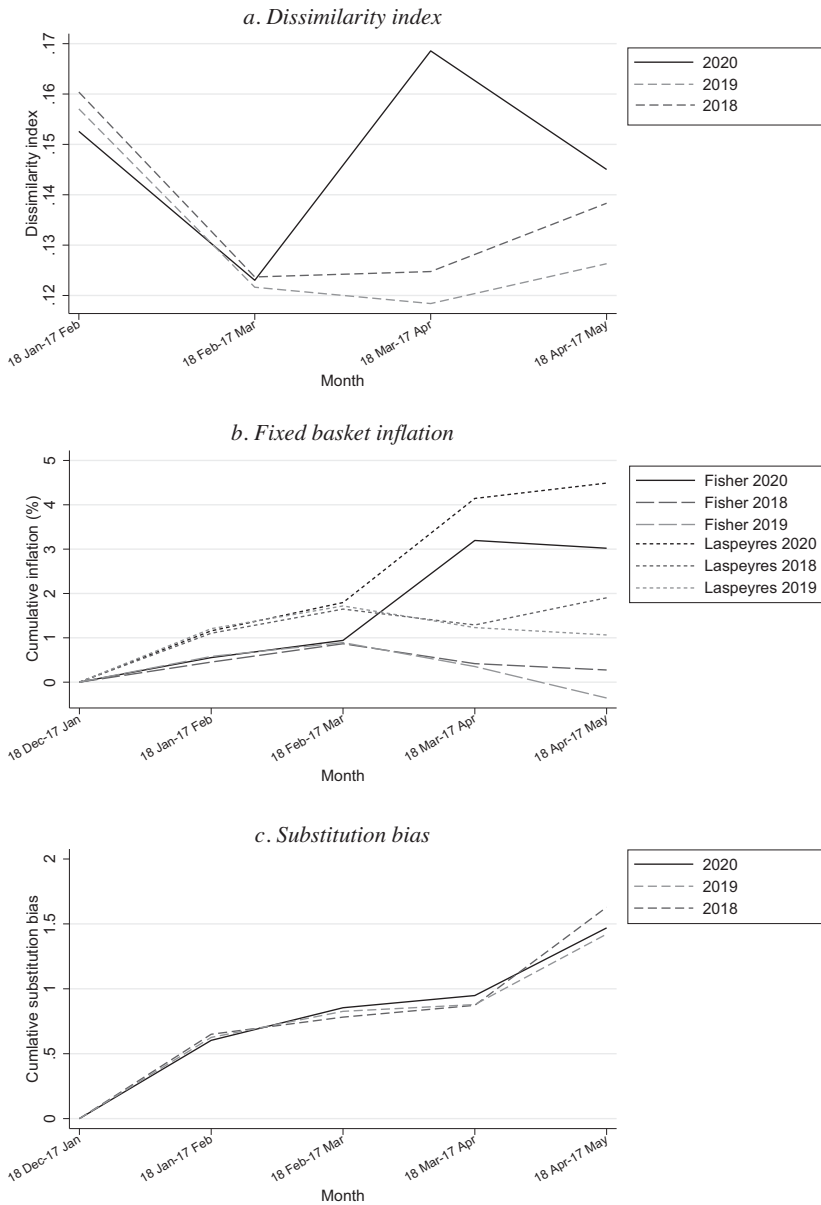 a. Dissimilarity index
Dissimilarity index
.17
.16
.15
.14
.13
.12
18 Jan-17 Feb
18 Feb-17 Mar
18 Mar-17 Apr
18 Apr-17 May
Month
2020
2019
2018
b. Fixed basket inflation
Cumulative inflation (%)
5
4
3
2
1
0
18 Dec-17 Jan
18 Jan-17 Feb
18 Feb-17 Mar
18 Mar-17 Apr
18 Apr-17 May
Month
Fisher 2020
Fisher 2018
Fisher 2019
Laspeyres 2020
Laspeyres 2018
Laspeyres 2019
c. Substitution bias
Cumlative substitution bias
2
1.5
1
.5
0
18 Dec-17 Jan
18 Jan-17 Feb
18 Feb-17 Mar
18 Mar-17 Apr
18 Apr-17 May
Month
2020
2019
2018